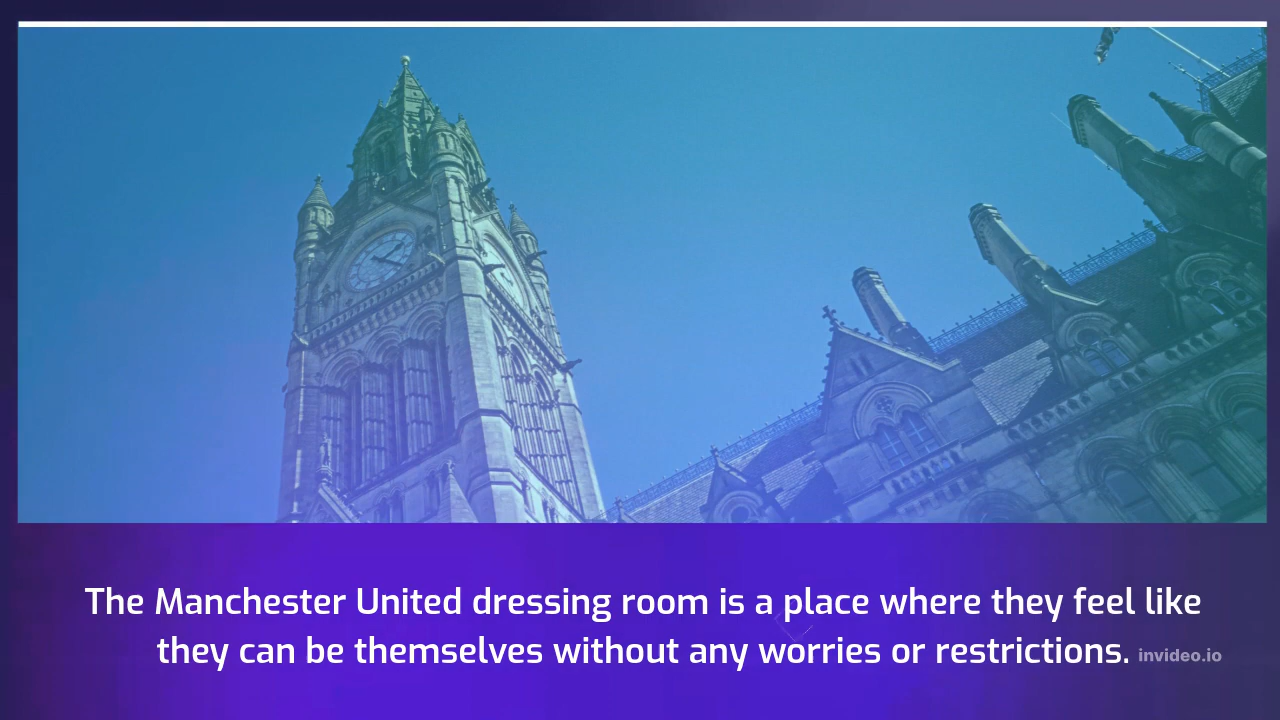 The Manchester United dressing room is a place where they feel like
they can be themselves without any worries or restrictions.
invideo.io